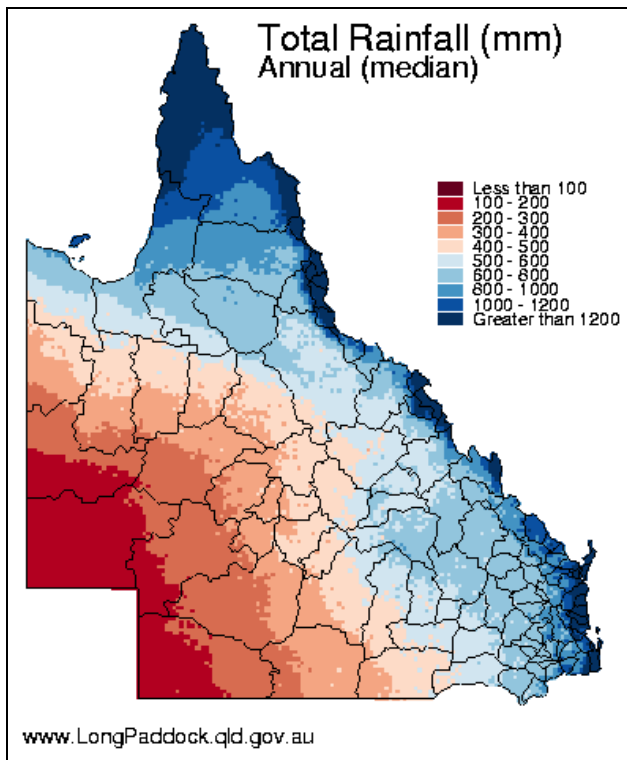 Total Rainfall (mm)
Annual (median)
Less than 100
100 - 200
200 - 300
300 - 400
400 - 500
500 - 600
600 - 800
800 - 1000
1000 - 1200
Greater than 1200
www.LongPaddock.qld.gov.au